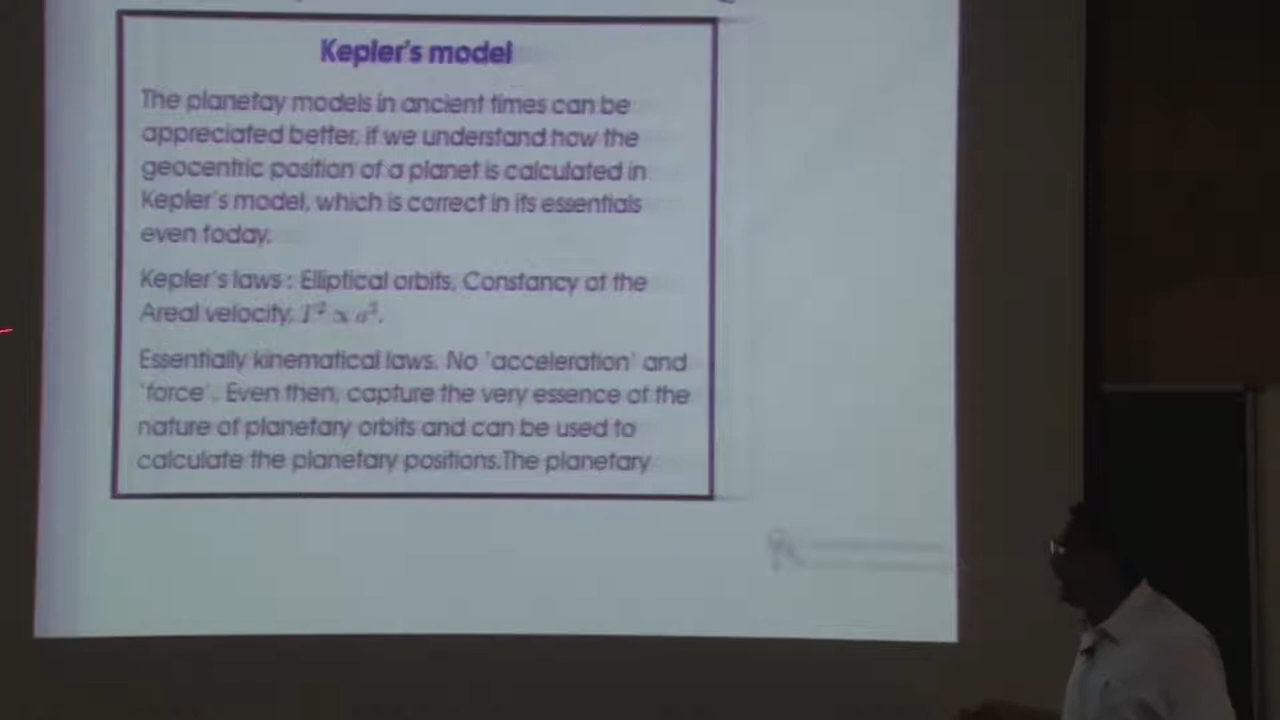 Kepler's model
The planetay models in ancient times can be
appreciated better, if we understand how the
geocentric position of a planet is calculated in
Kepler's model, which is correct in its essentials
even today.
Kepler's laws : Elliptical orbits, Constancy of the
Areal velocity, T² ∝ a³.
Essentially kinematical laws. No 'acceleration' and
'force'. Even then, capture the very essence of the
nature of planetary orbits and can be used to
calculate the planetary positions.The planetary